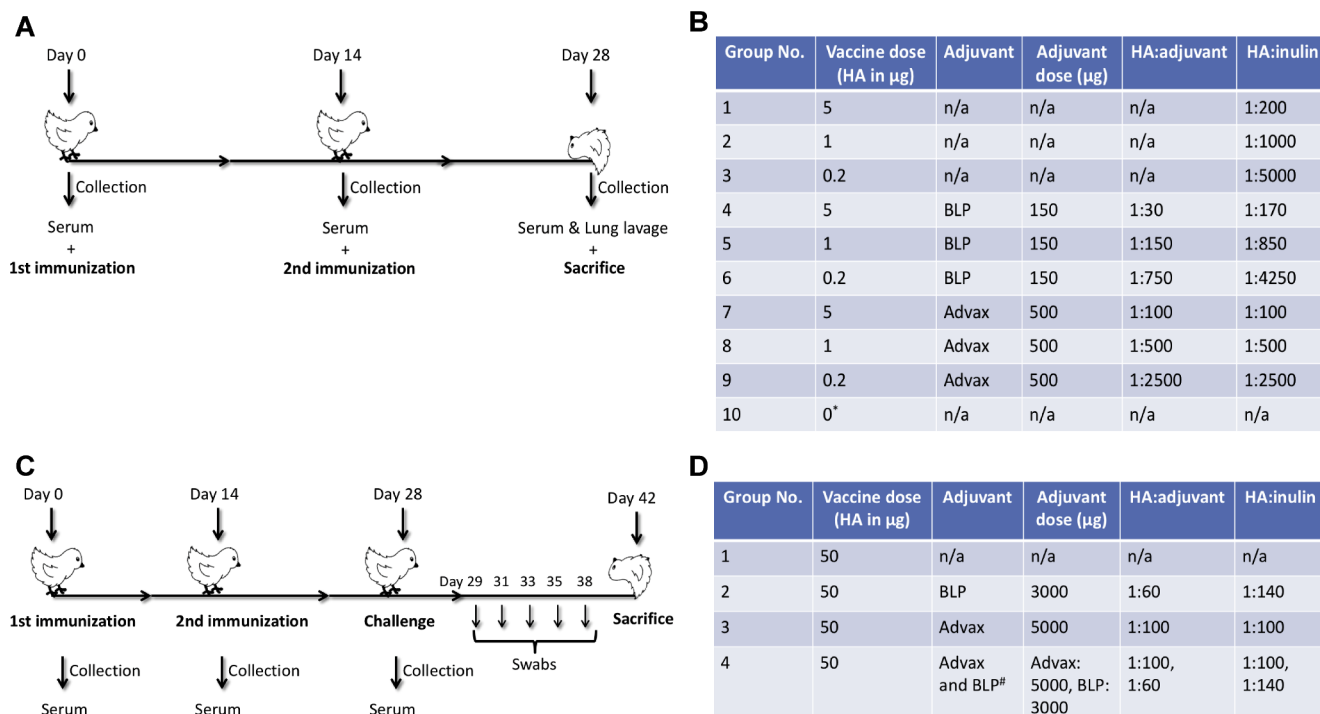 A
Day 0
Day 14
Day 28
Collection
Collection
Collection
Serum
Serum
Serum & Lung lavage
+
+
+
1st immunization
2nd immunization
Sacrifice
B
Group No. Vaccine dose (HA in µg) Adjuvant Adjuvant dose (µg) HA:adjuvant HA:inulin
1 5 n/a n/a n/a 1:200
2 1 n/a n/a n/a 1:1000
3 0.2 n/a n/a n/a 1:5000
4 5 BLP 150 1:30 1:170
5 1 BLP 150 1:150 1:850
6 0.2 BLP 150 1:750 1:4250
7 5 Advax 500 1:100 1:100
8 1 Advax 500 1:500 1:500
9 0.2 Advax 500 1:2500 1:2500
10 0* n/a n/a n/a n/a
C
Day 0
Day 14
Day 28
Day 42
Day 29 31 33 35 38
1st immunization
2nd immunization
Challenge
Sacrifice
Swabs
Collection
Collection
Collection
Serum
Serum
Serum
D
Group No. Vaccine dose (HA in µg) Adjuvant Adjuvant dose (µg) HA:adjuvant HA:inulin
1 50 n/a n/a n/a n/a
2 50 BLP 3000 1:60 1:140
3 50 Advax 5000 1:100 1:100
4 50 Advax and BLP# Advax: 5000, BLP: 3000 1:100, 1:60 1:100, 1:140